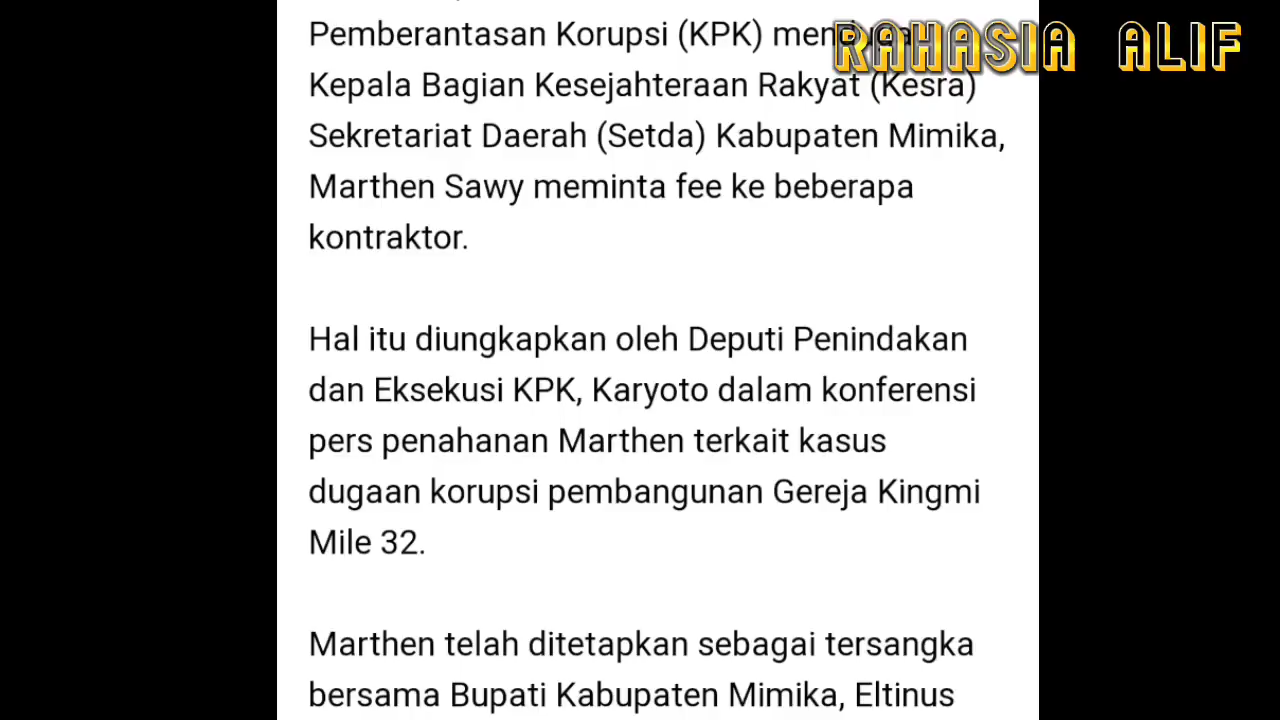 Pemberantasan Korupsi (KPK) menduga
RAHASIA ALIF
Kepala Bagian Kesejahteraan Rakyat (Kesra)
Sekretariat Daerah (Setda) Kabupaten Mimika,
Marthen Sawy meminta fee ke beberapa
kontraktor.
Hal itu diungkapkan oleh Deputi Penindakan
dan Eksekusi KPK, Karyoto dalam konferensi
pers penahanan Marthen terkait kasus
dugaan korupsi pembangunan Gereja Kingmi
Mile 32.
Marthen telah ditetapkan sebagai tersangka
bersama Bupati Kabupaten Mimika, Eltinus